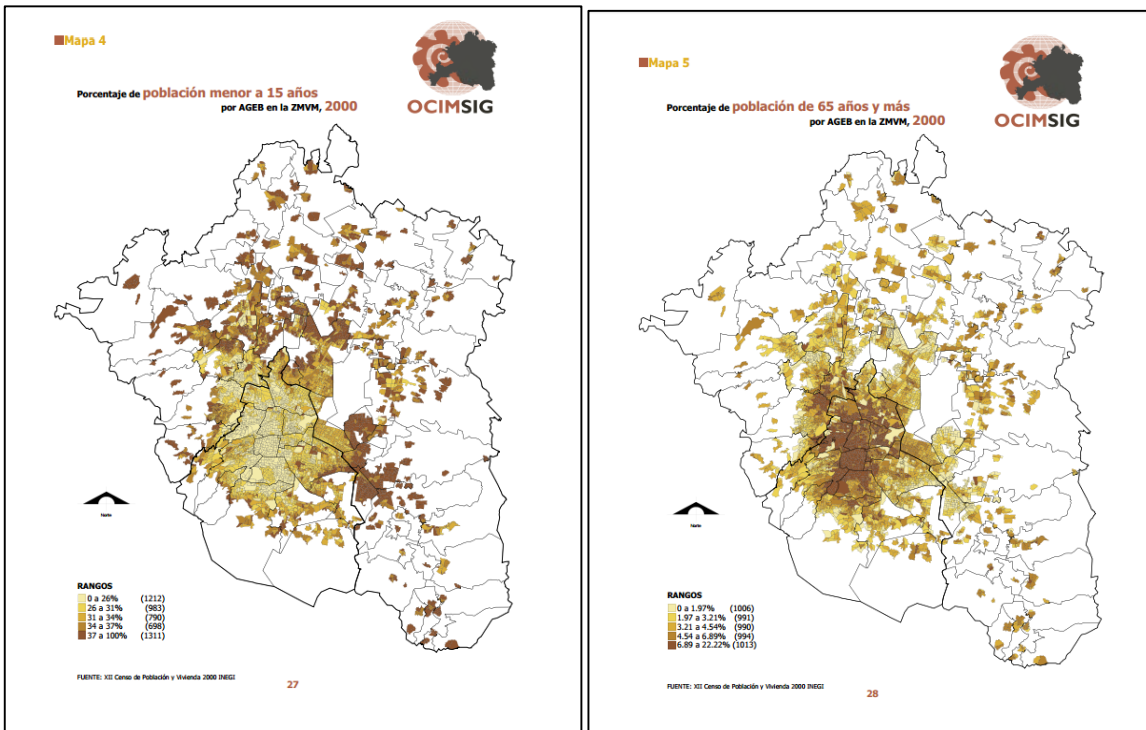 Mapa 4
OCIMSIG
Porcentaje de población menor a 15 años
por AGEB en la ZMVM, 2000
Norte
RANGOS
0 a 26% (1212)
26 a 31% (983)
31 a 34% (790)
34 a 37% (698)
37 a 100% (1311)
FUENTE: XII Censo de Población y Vivienda 2000 INEGI
27
Mapa 5
OCIMSIG
Porcentaje de población de 65 años y más
por AGEB en la ZMVM, 2000
Norte
RANGOS
0 a 1.97% (1006)
1.97 a 3.21% (991)
3.21 a 4.54% (990)
4.54 a 6.89% (994)
6.89 a 22.22% (1013)
FUENTE: XII Censo de Población y Vivienda 2000 INEGI
28